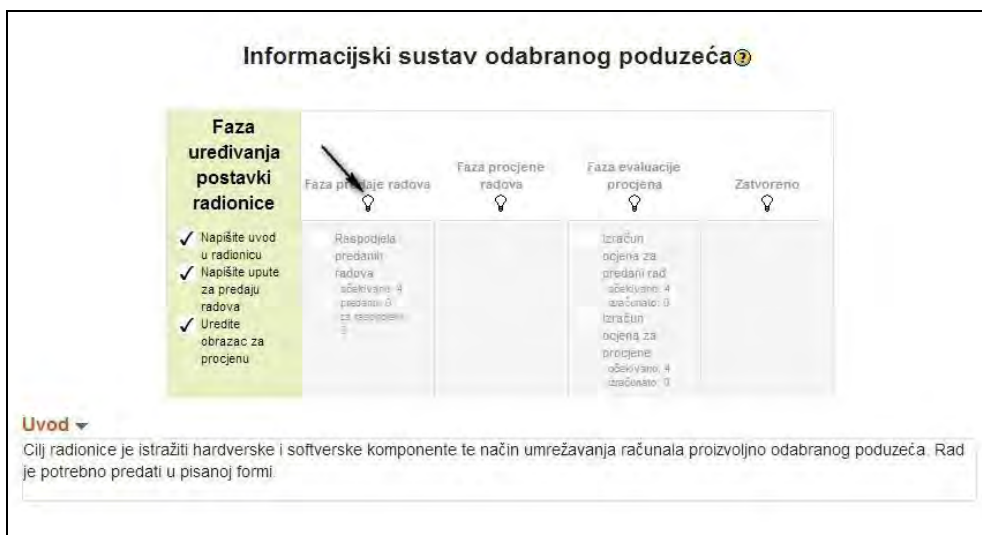 Informacijski sustav odabranog poduzeća
Faza
uređivanja
postavki
radionice
Napišite uvod
u radionicu
Napišite upute
za predaju
radova
Uredite
obrazac za
procjenu
Faza predaje radova
Raspodjela
predanih
radova
očekivano: 4
predano: 0
za raspodjelu:
0
Faza procjene
radova
Faza evaluacije
procjena
Izračun
ocjena za
predani rad
očekivano: 4
izračunato: 0
Izračun
ocjena za
procjene
očekivano: 4
izračunato: 0
Zatvoreno
Uvod
Cilj radionice je istražiti hardverske i softverske komponente te način umrežavanja računala proizvoljno odabranog poduzeća. Rad
je potrebno predati u pisanoj formi.